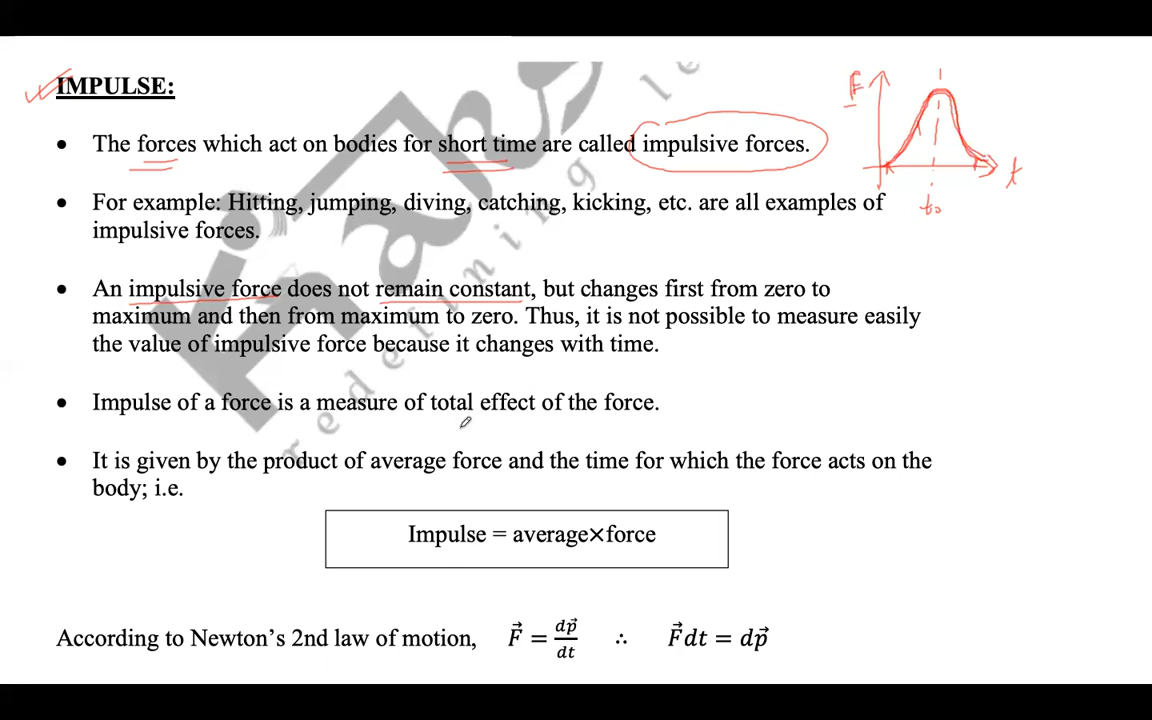 IMPULSE:
F
• The forces which act on bodies for short time are called impulsive forces.
t
• For example: Hitting, jumping, diving, catching, kicking, etc. are all examples of
t₀
impulsive forces.
• An impulsive force does not remain constant, but changes first from zero to
maximum and then from maximum to zero. Thus, it is not possible to measure easily
the value of impulsive force because it changes with time.
• Impulse of a force is a measure of total effect of the force.
• It is given by the product of average force and the time for which the force acts on the
body; i.e.
Impulse = average×force
According to Newton’s 2nd law of motion, F⃗ = dp⃗/dt ∴ F⃗dt = dp⃗
redefining le